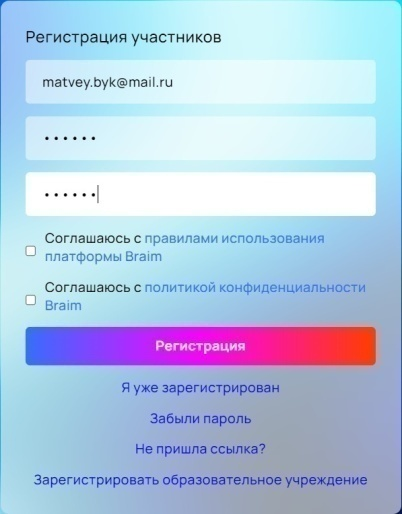 Регистрация участников
matvey.byk@mail.ru
••••••
••••••
Соглашаюсь с правилами использования
платформы Braim
Соглашаюсь с политикой конфиденциальности
Braim
Регистрация
Я уже зарегистрирован
Забыли пароль
Не пришла ссылка?
Зарегистрировать образовательное учреждение